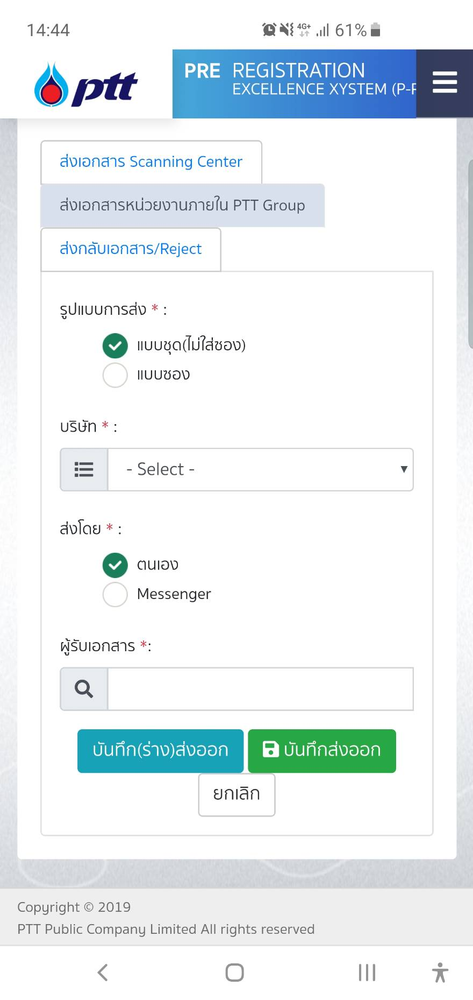 14:44
4G+ 61%
ptt
PRE REGISTRATION
EXCELLENCE XYSTEM (P-
ส่งเอกสาร Scanning Center
ส่งเอกสารหน่วยงานภายใน PTT Group
ส่งกลับเอกสาร/Reject
รูปแบบการส่ง * :
แบบชุด(ไม่ใส่ซอง)
แบบซอง
บริษัท * :
- Select -
ส่งโดย * :
ตนเอง
Messenger
ผู้รับเอกสาร *:
บันทึก(ร่าง)ส่งออก
บันทึกส่งออก
ยกเลิก
Copyright © 2019
PTT Public Company Limited All rights reserved